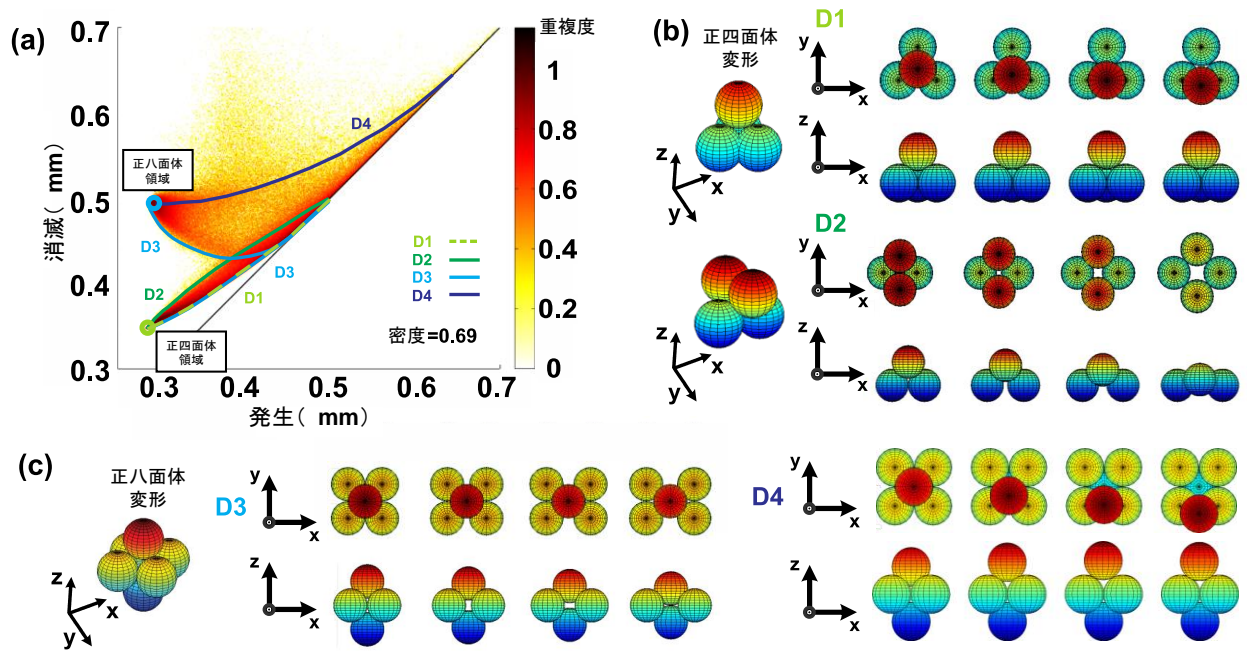 (a)
0.7
0.6
0.5
0.4
0.3
消滅( mm)
0.3
0.4
0.5
0.6
0.7
発生( mm)
正八面体
領域
正四面体
領域
D4
D3
D3
D2
D1
D1
D2
D3
D4
密度=0.69
重複度
1
0.8
0.6
0.4
0.2
0
(b)
正四面体
変形
z
x
y
D1
y
x
z
x
z
x
y
D2
y
x
z
x
(c)
正八面体
変形
z
x
y
D3
y
x
z
x
D4
y
x
z
x